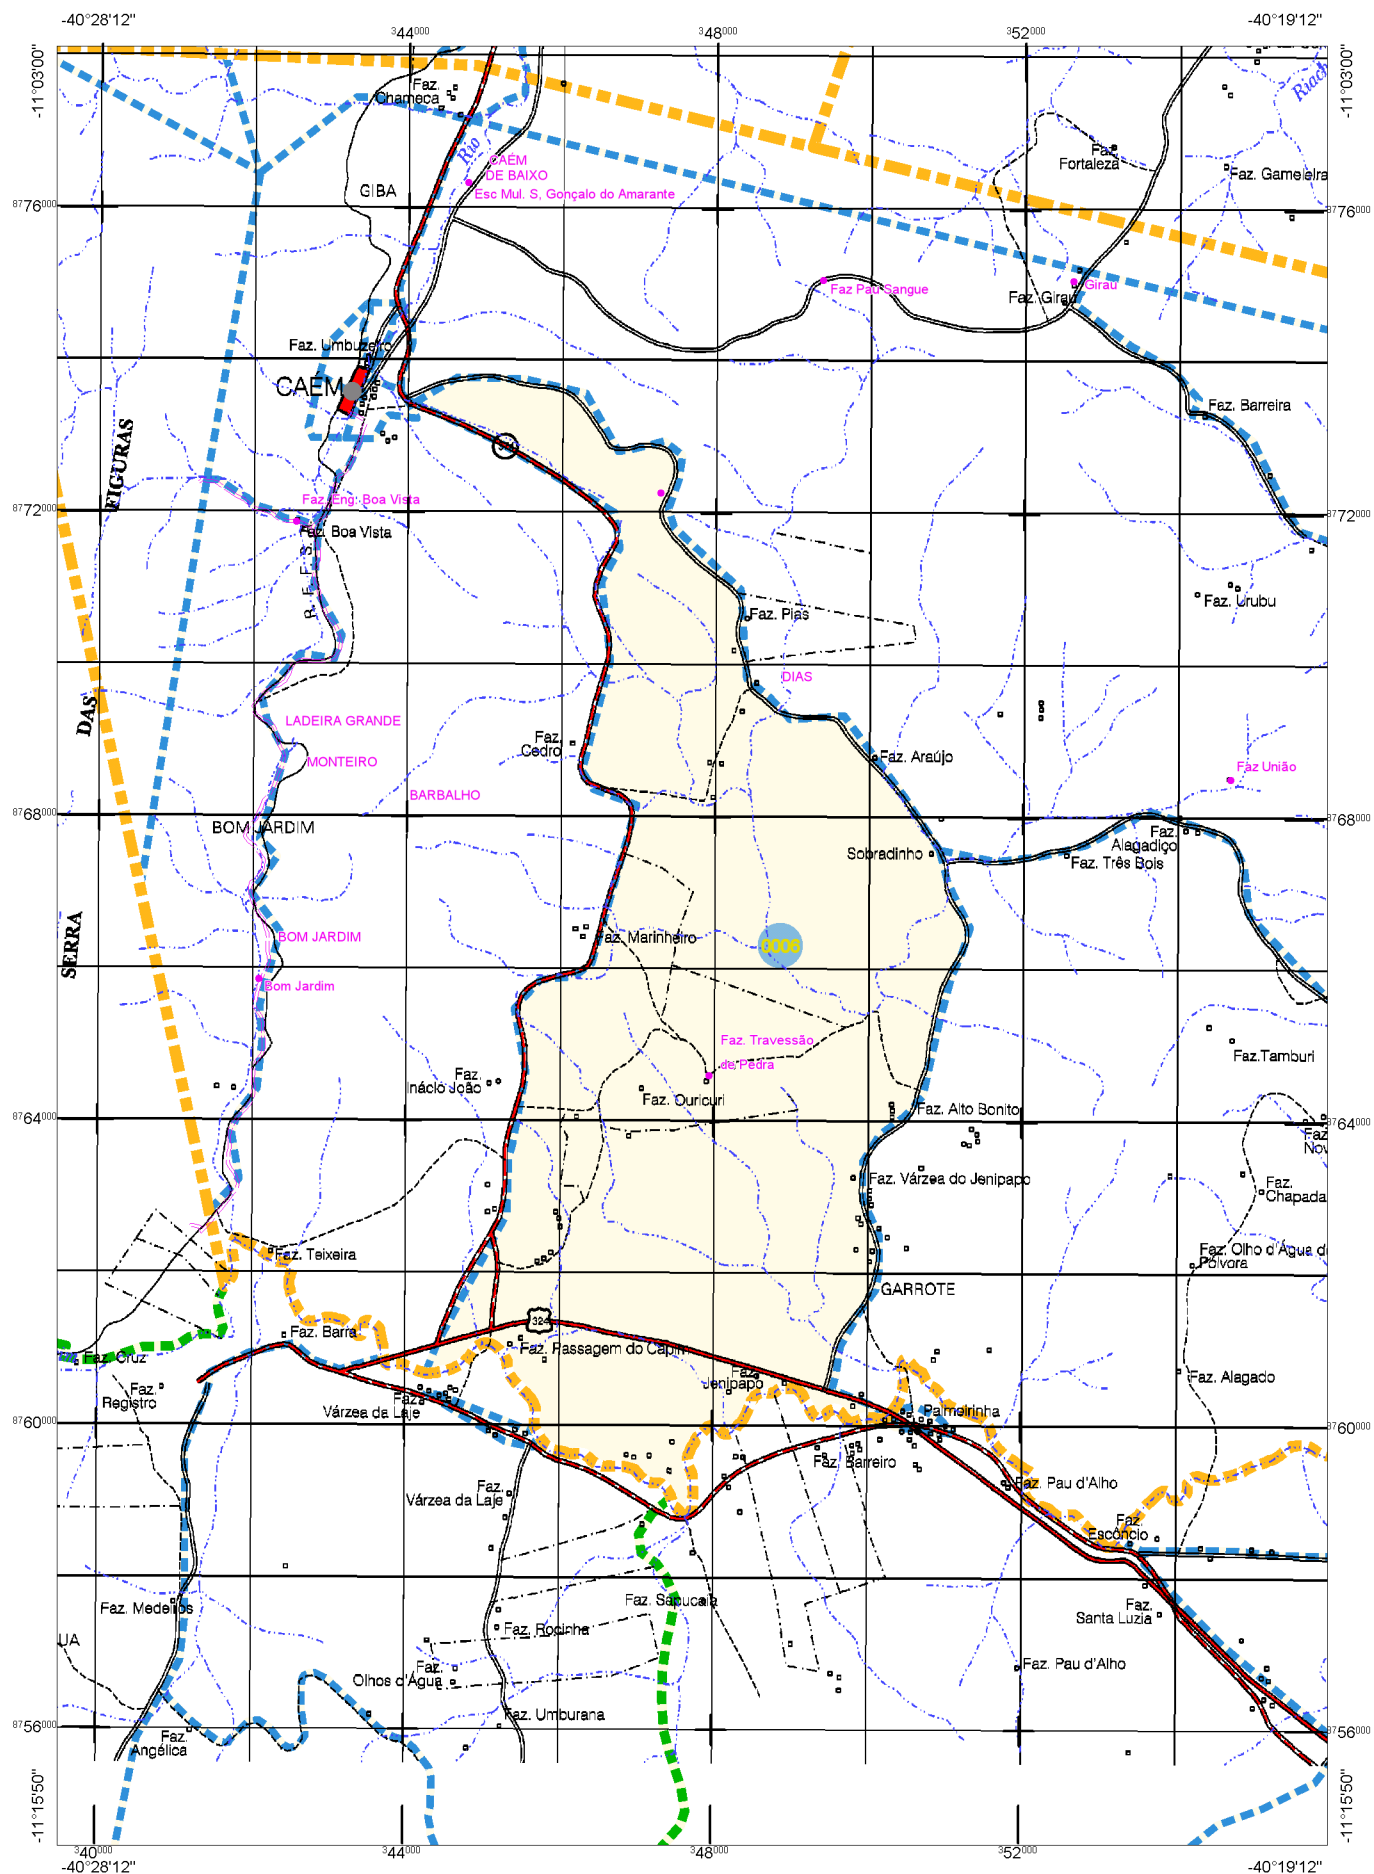 -40°28'12"
-40°19'12"
344000
348000
352000
-11°03'00"
-11°03'00"
Faz.
Chameca
Rio
CAÉM
DE BAIXO
Esc Mul. S, Gonçalo do Amarante
GIBA
Faz.
Fortaleza
Faz. Gameleira
8776000
8776000
Faz Pau Sangue
Girau
Faz. Girau
Faz. Umbuzeiro
CAÉM
Faz. Barreira
FIGURAS
Faz. Eng. Boa Vista
8772000
8772000
Faz. Boa Vista
R. F. F. S. A.
Faz. Urubu
Faz. Pias
DIAS
DAS
LADEIRA GRANDE
Faz.
Cedro
MONTEIRO
Faz. Araújo
Faz União
BARBALHO
8768000
8768000
BOM JARDIM
Faz.
Alagadiço
Sobradinho
Faz. Três Bois
SERRA
BOM JARDIM
Faz. Marinheiro
0006
Bom Jardim
Faz. Travessão
de Pedra
Faz.Tamburi
Faz.
Inácio João
Faz. Ouricuri
Faz. Alto Bonito
8764000
8764000
Faz.
Nov
Faz. Várzea do Jenipapo
Faz.
Chapada
Faz. Teixeira
Faz. Olho d'Água d
Pólvora
GARROTE
324
Faz. Barra
Faz. Passagem do Capim
Faz. Cruz
Faz.
Jenipapo
Faz. Alagado
Faz.
Registro
Faz.
Várzea da Laje
Palmeirinha
8760000
8760000
Faz. Barreiro
Faz. Pau d'Alho
Faz.
Várzea da Laje
Faz.
Escôncio
Faz. Medeiros
Faz. Sapucaia
Faz.
Santa Luzia
UA
Faz. Rocinha
Faz.
Olhos d'Água
Faz. Pau d'Alho
Faz. Umburana
8756000
8756000
Faz.
Angélica
-11°15'50"
-11°15'50"
340000
344000
348000
352000
-40°28'12"
-40°19'12"